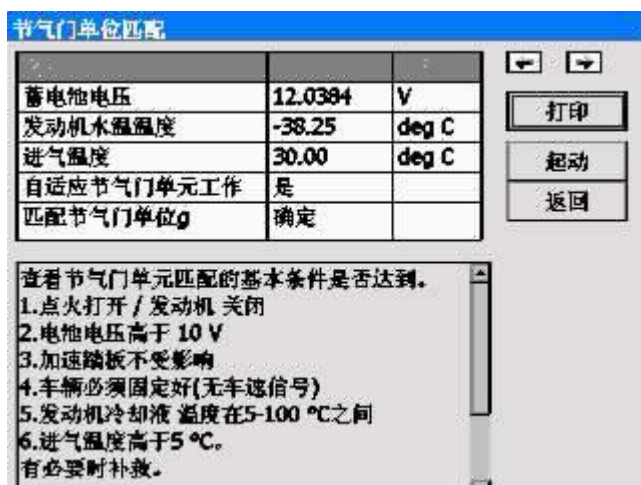 节气门单位匹配
蓄电池电压 12.0384 V
发动机水温温度 -38.25 deg C
打印
进气温度 30.00 deg C
起动
自适应节气门单元工作 是
返回
匹配节气门单位g 确定
查看节气门单元匹配的基本条件是否达到。
1.点火打开 / 发动机 关闭
2.电池电压高于 10 V
3.加速踏板不受影响
4.车辆必须固定好(无车速信号)
5.发动机冷却液 温度在5-100 °C之间
6.进气温度高于5 °C。
有必要时补救。